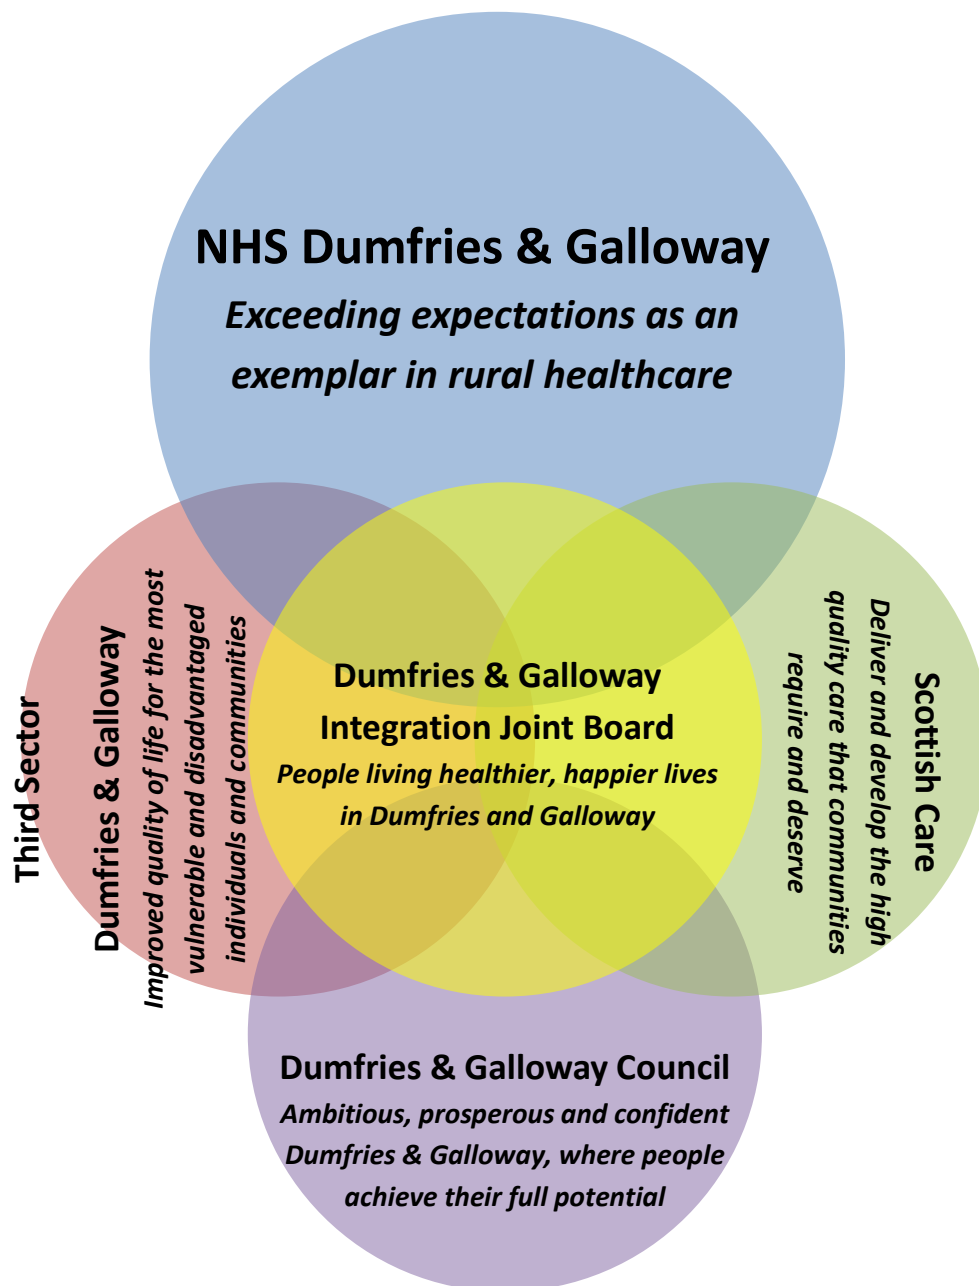 NHS Dumfries & Galloway
Exceeding expectations as an
exemplar in rural healthcare
Third Sector
Dumfries & Galloway
Improved quality of life for the most
vulnerable and disadvantaged
individuals and communities
Dumfries & Galloway
Integration Joint Board
People living healthier, happier lives
in Dumfries and Galloway
Scottish Care
Deliver and develop the high
quality care that communities
require and deserve
Dumfries & Galloway Council
Ambitious, prosperous and confident
Dumfries & Galloway, where people
achieve their full potential